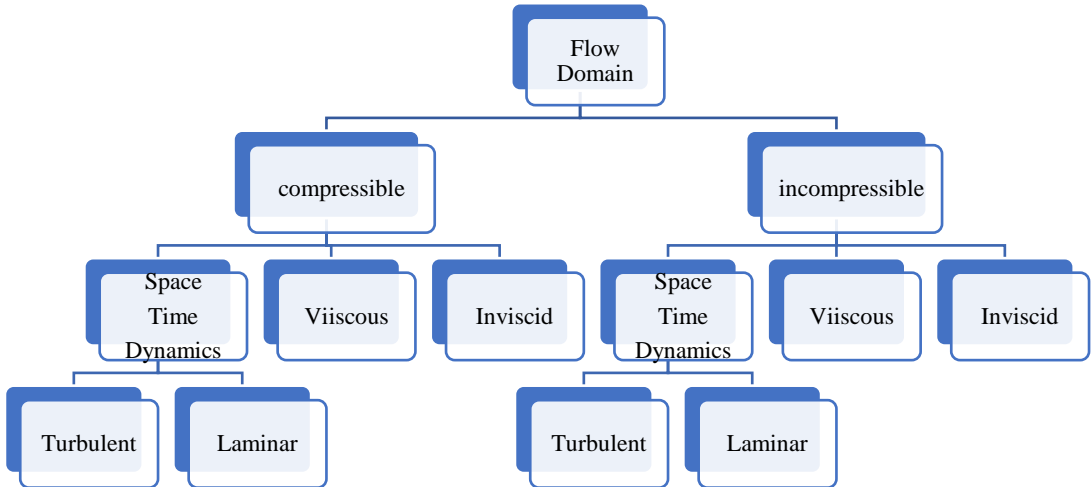 Flow
Domain
compressible
incompressible
Space
Time
Dynamics
Viiscous
Inviscid
Space
Time
Dynamics
Viiscous
Inviscid
Turbulent
Laminar
Turbulent
Laminar